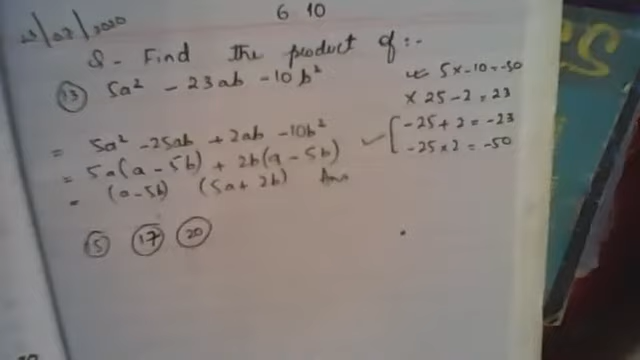 6 10
Q- Find the product of :-
(13) 5a² - 23ab - 10b²
= 5a² - 25ab + 2ab - 10b²
= 5a(a - 5b) + 2b(a - 5b)
= (a - 5b) (5a + 2b) Ans
5 x -10 = -50
x 25 - 2 = 23
-25 + 2 = -23
-25 x 2 = -50
(5) (17) (20)